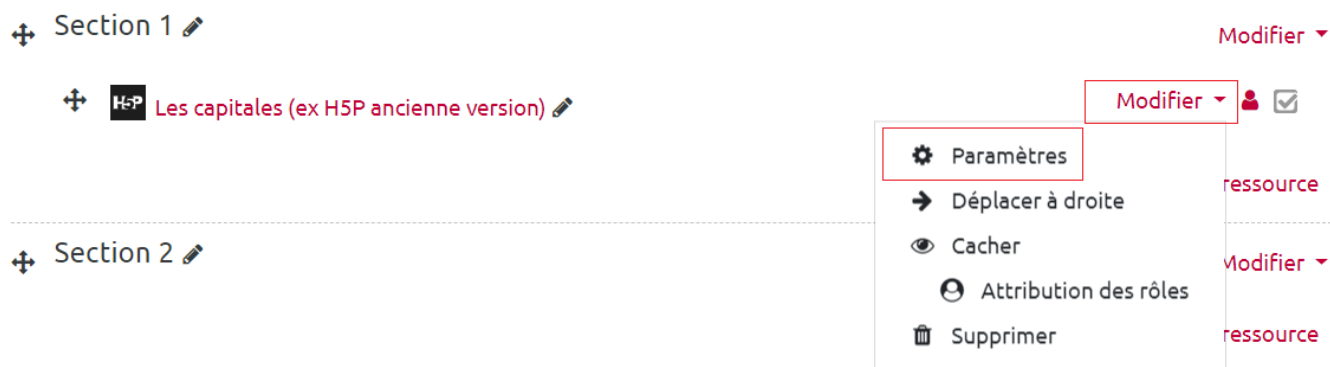 Section 1
Modifier
H5P Les capitales (ex H5P ancienne version)
Modifier
Paramètres
ressource
Déplacer à droite
Cacher
Section 2
Modifier
Attribution des rôles
Supprimer
ressource